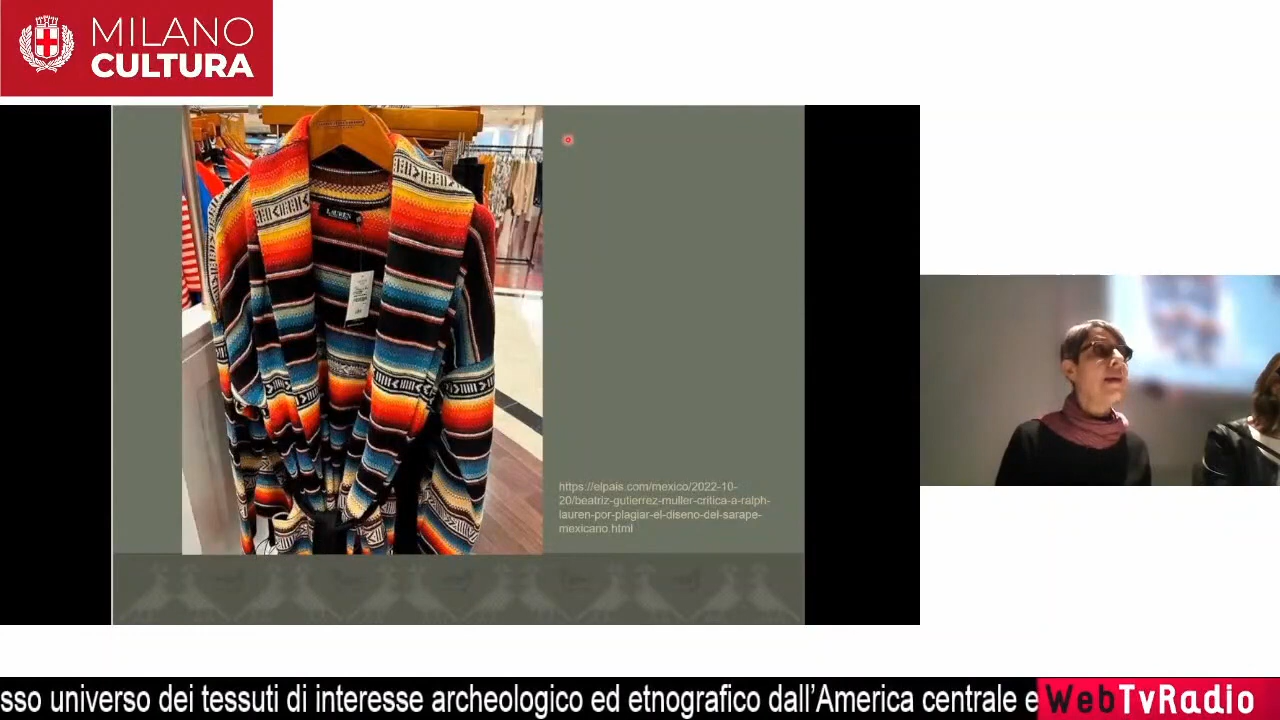 MILANO
CULTURA
LAUREN
https://elpais.com/mexico/2022-10-
20/beatriz-gutierrez-muller-critica-a-ralph-
lauren-por-plagiar-el-diseno-del-sarape-
mexicano.html
sso universo dei tessuti di interesse archeologico ed etnografico dall'America centrale e
WebTvRadio